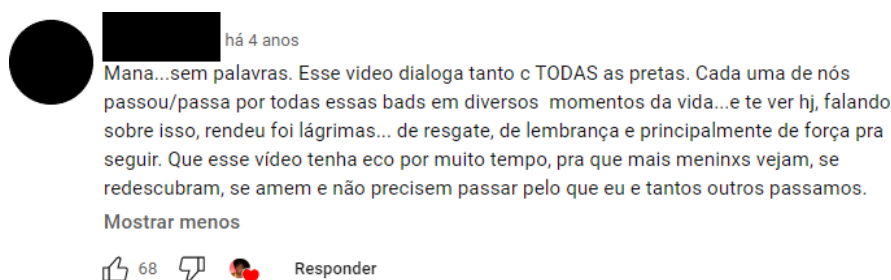 há 4 anos
Mana...sem palavras. Esse video dialoga tanto c TODAS as pretas. Cada uma de nós
passou/passa por todas essas bads em diversos momentos da vida...e te ver hj, falando
sobre isso, rendeu foi lágrimas... de resgate, de lembrança e principalmente de força pra
seguir. Que esse vídeo tenha eco por muito tempo, pra que mais meninxs vejam, se
redescubram, se amem e não precisem passar pelo que eu e tantos outros passamos.
Mostrar menos
68 Responder